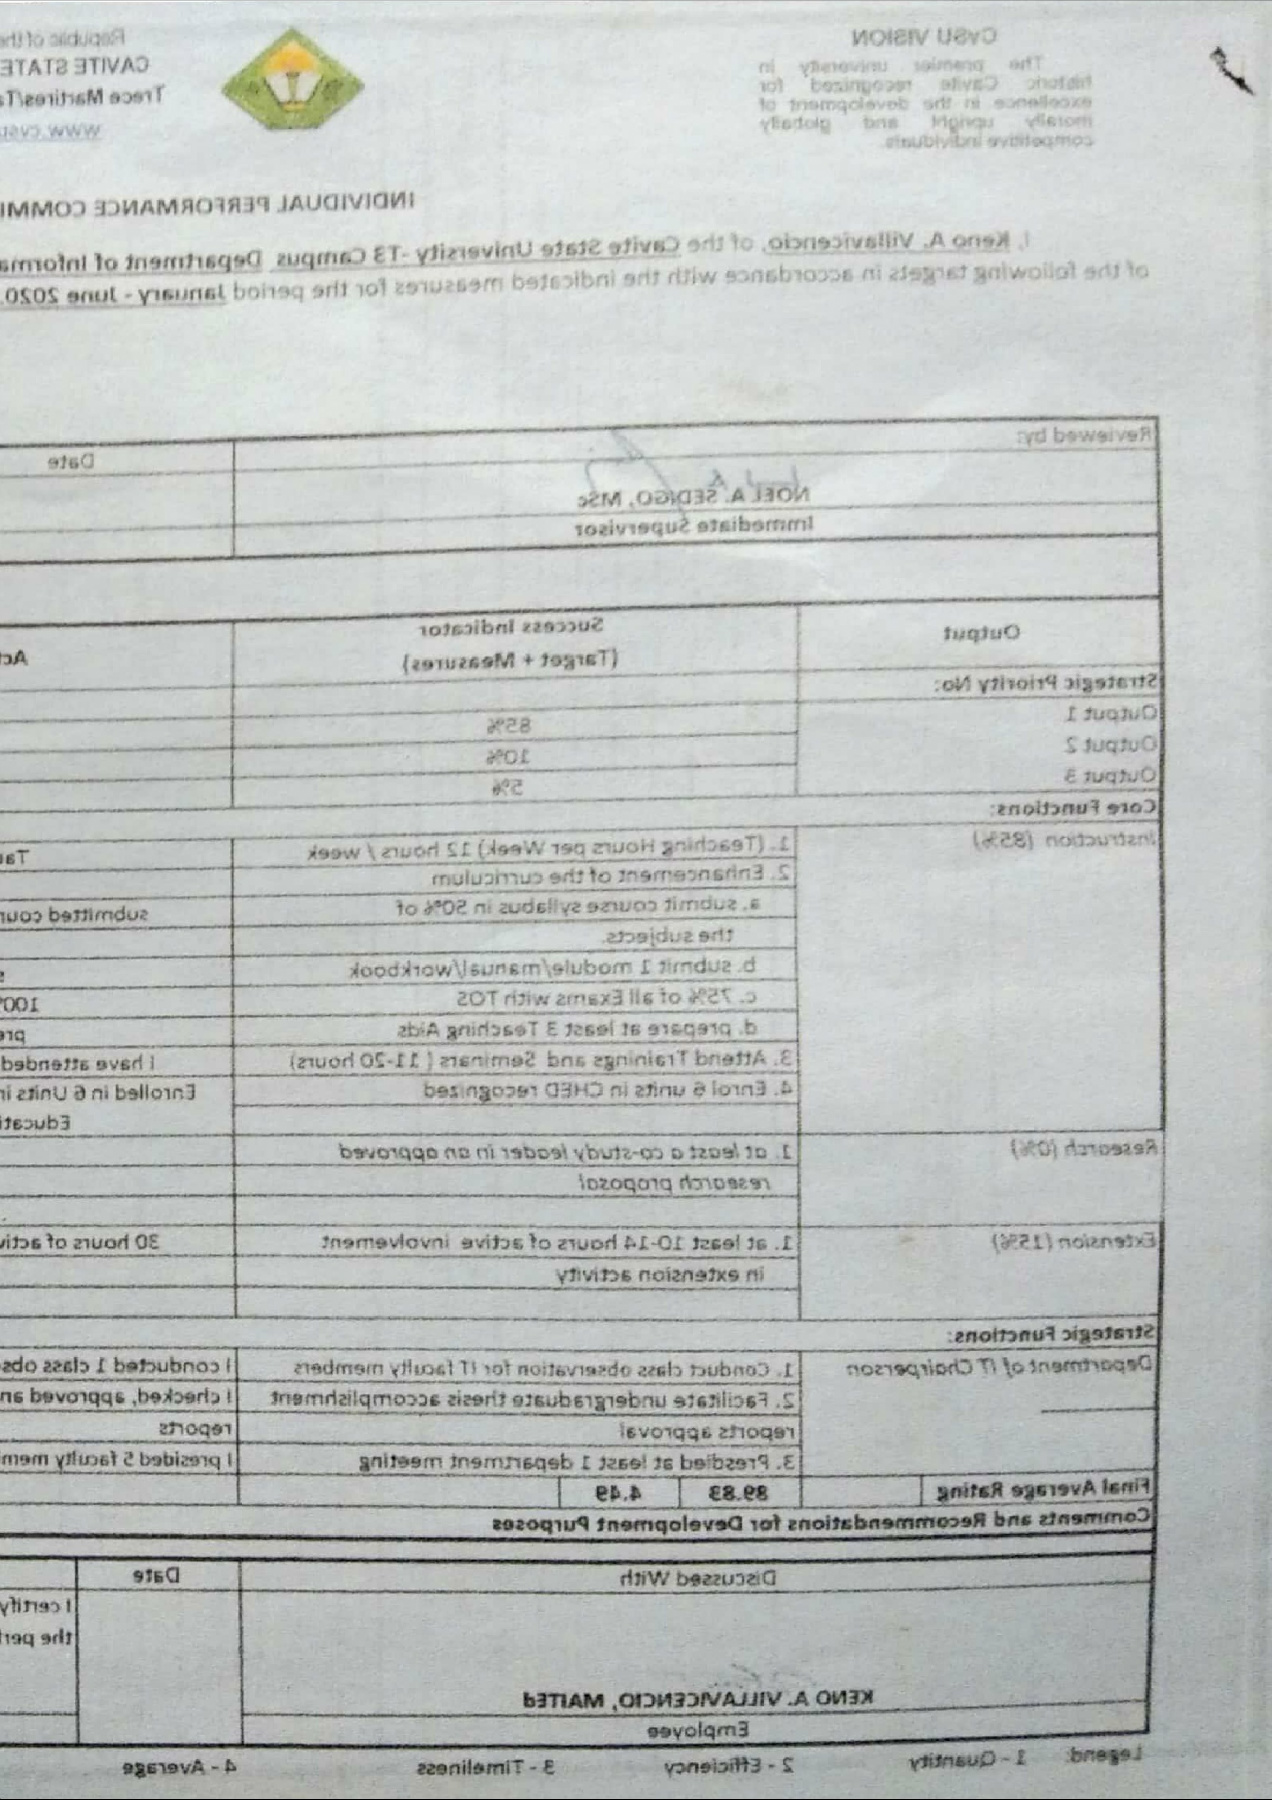 CvSU VISION
The premier university in
historic Cavite recognized for
excellence in the development of
morally upright and globally
competitive individuals.
Republic of the
CAVITE STATE
Trece Martires
www.cvsu
INDIVIDUAL PERFORMANCE COMMI
I, Keno A. Villavicencio, of the Cavite State University -T3 Campus, Department of Informa
of the following targets in accordance with the indicated measures for the period January - June 2020.
Reviewed by: Date
NOEL A. SEDIGO, MSc
Immediate Supervisor
Output Success Indicator
(Target + Measures) Act
Strategic Priority No:
Output 1 85%
Output 2 10%
Output 3 5%
Core Functions:
Instruction (85%) 1. (Teaching Hours per Week) 12 hours / week Tau
2. Enhancement of the curriculum
a. submit course syllabus in 50% of submitted cour
the subjects.
b. submit 1 module/manual/workbook s
c. 75% of all Exams with TOS 100%
d. prepare at least 3 Teaching Aids pre
3. Attend Trainings and Seminars ( 11-20 hours) I have attended
4. Enrol 6 units in CHED recognized Enrolled in 6 Units in
Educati
Research (0%) 1. at least a co-study leader in an approved
research proposal
Extension (15%) 1. at least 10-14 hours of active involvement 30 hours of activ
in extension activity
Strategic Functions:
Department of IT Chairperson 1. Conduct class observation for IT faculty members I conducted 1 class obs
2. Facilitate undergraduate thesis accomplishment I checked, approved an
reports approval reports
3. Presdied at least 1 department meeting I presided 5 faculty mem
Final Average Rating 89.83 4.49
Comments and Recommendations for Development Purposes
Discussed With Date
I certify
the per
KENO A. VILLAVICENCIO, MAITEd
Employee
Legend: 1 - Quantity 2 - Efficiency 3 - Timeliness 4 - Average